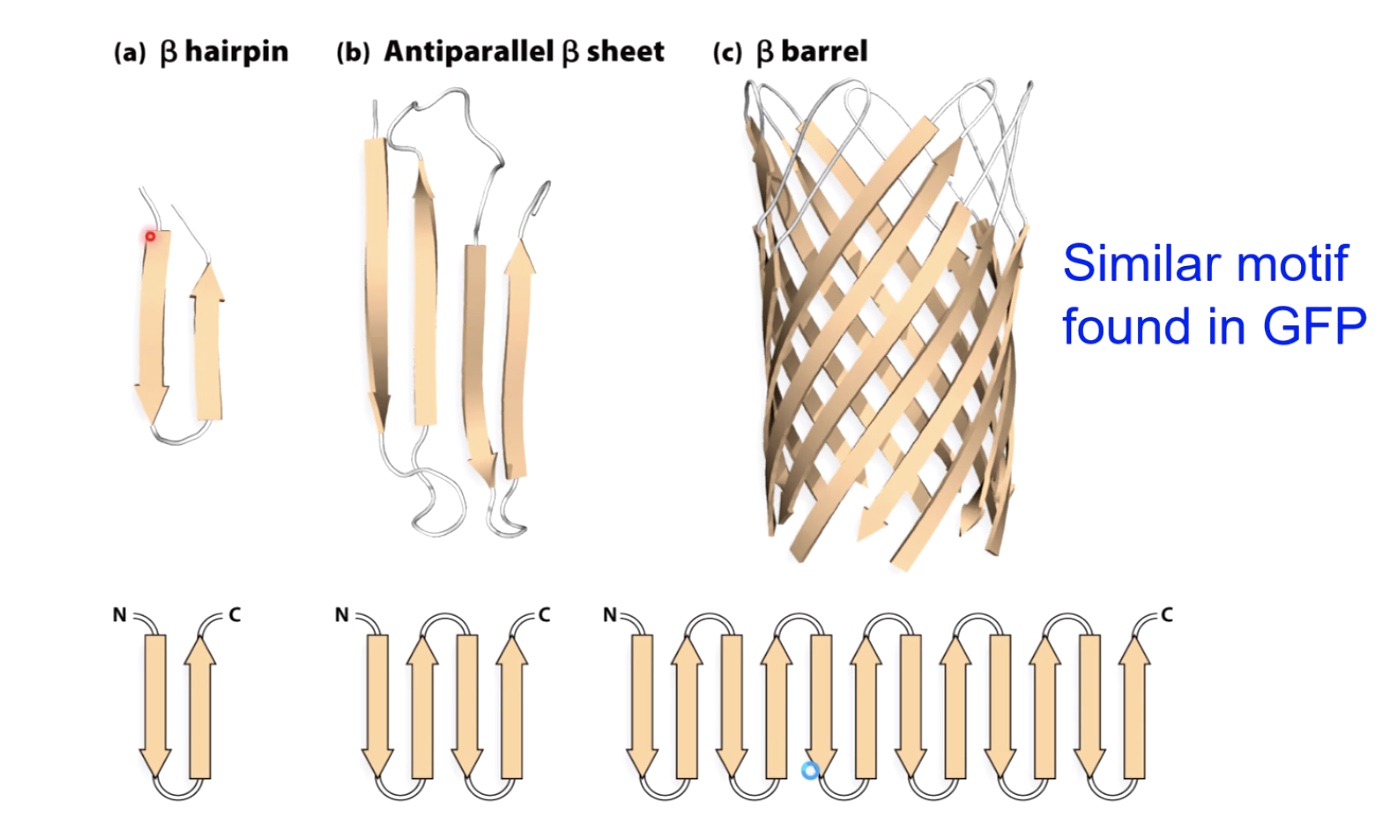 (a) β hairpin
(b) Antiparallel β sheet
(c) β barrel
Similar motif
found in GFP
N C
N C
N C